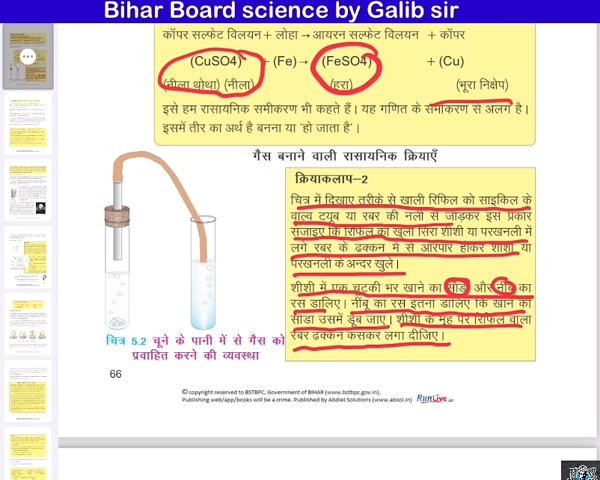 Bihar Board science by Galib sir
कॉपर सल्फेट विलयन + लोहा → आयरन सल्फेट विलयन + कॉपर
(CuSO4) + (Fe) → (FeSO4) + (Cu)
(नीला थोथा) (नीला) (हरा) (भूरा निक्षेप)
इसे हम रासायनिक समीकरण भी कहते हैं। यह गणित के समीकरण से अलग है।
इसमें तीर का अर्थ है बनना या 'हो जाता है'।
गैस बनाने वाली रासायनिक क्रियाएँ
क्रियाकलाप–2
चित्र में दिखाए तरीके से खाली रिफिल को साइकिल के
वाल्व ट्यूब या रबर की नली से जोड़कर इस प्रकार
सजाइए कि रिफिल का खुला सिरा शीशी या परखनली में
लगे रबर के ढक्कन में से आरपार होकर शीशी या
परखनली के अन्दर खुले।
शीशी में एक चुटकी भर खाने का सोडा और नींबू का
रस डालिए। नींबू का रस इतना डालिए कि खाने का
सोडा उसमें डूब जाए। शीशी के मुँह पर रिफिल वाला
रबर ढक्कन कसकर लगा दीजिए।
चित्र 5.2 चूने के पानी में से गैस को
प्रवाहित करने की व्यवस्था
66
© copyright reserved to BSTBPC, Government of BIHAR (www.bstbpc.gov.in).
Publishing web/app/books will be a crime. Published by Abdiel Solutions (www.absol.in)
RunLive.in